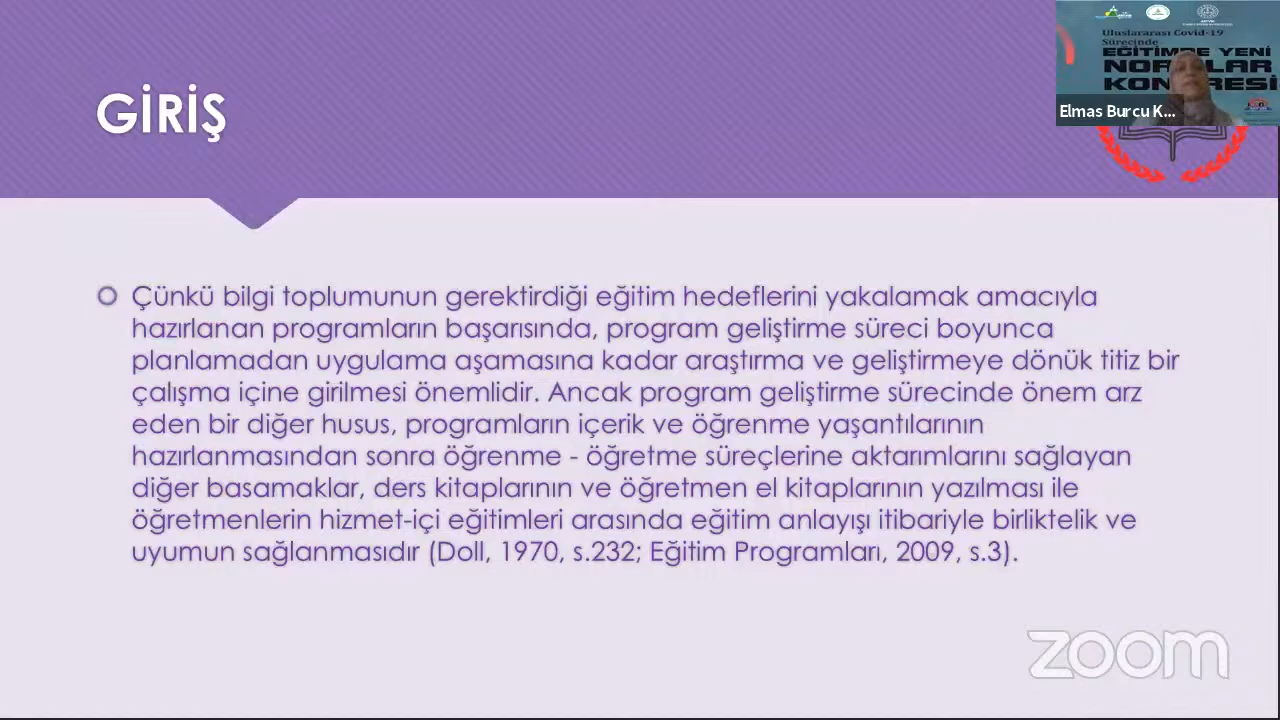 GİRİŞ
Uluslararası Covid-19
Sürecinde
EĞİTİMDE YENİ
Elmas Burcu K...
Çünkü bilgi toplumunun gerektirdiği eğitim hedeflerini yakalamak amacıyla
hazırlanan programların başarısında, program geliştirme süreci boyunca
planlamadan uygulama aşamasına kadar araştırma ve geliştirmeye dönük titiz bir
çalışma içine girilmesi önemlidir. Ancak program geliştirme sürecinde önem arz
eden bir diğer husus, programların içerik ve öğrenme yaşantılarının
hazırlanmasından sonra öğrenme - öğretme süreçlerine aktarımlarını sağlayan
diğer basamaklar, ders kitaplarının ve öğretmen el kitaplarının yazılması ile
öğretmenlerin hizmet-içi eğitimleri arasında eğitim anlayışı itibariyle birliktelik ve
uyumun sağlanmasıdır (Doll, 1970, s.232; Eğitim Programları, 2009, s.3).
zoom